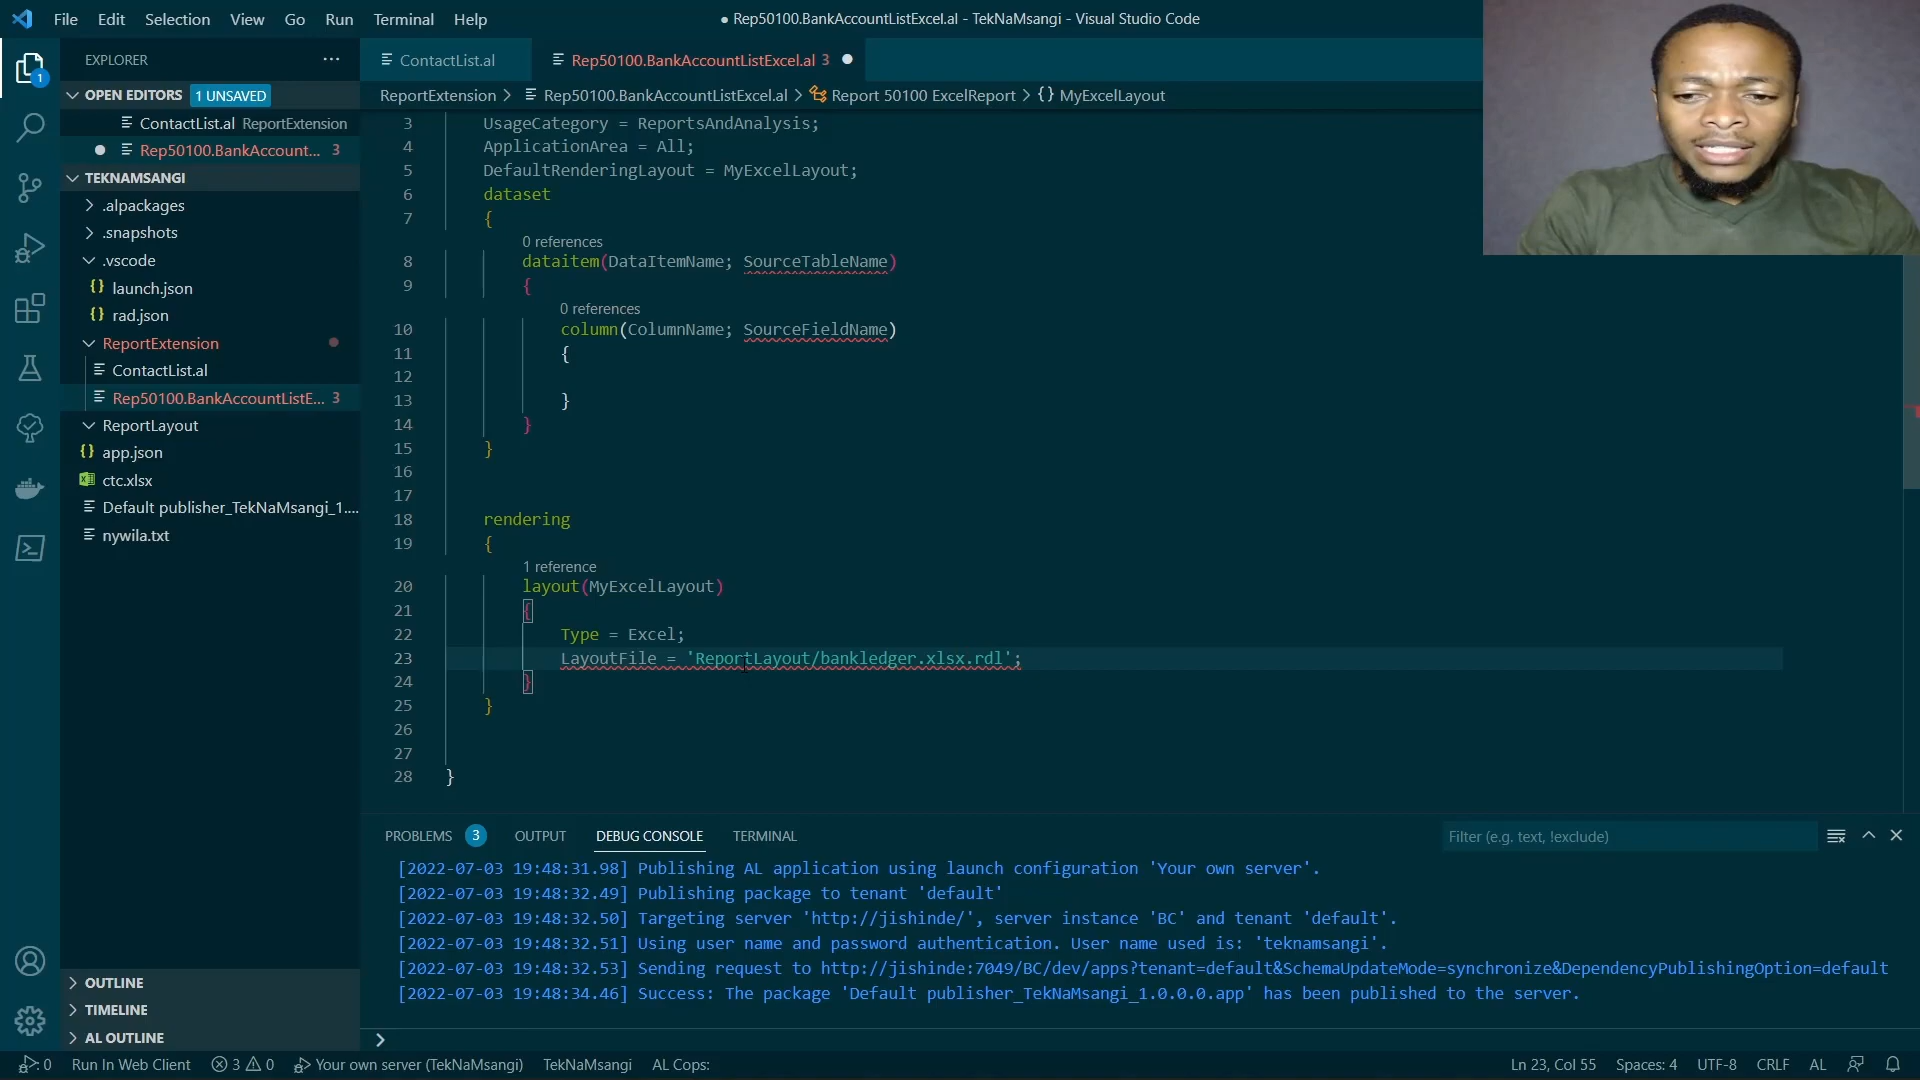 File Edit Selection View Go Run Terminal Help
● Rep50100.BankAccountListExcel.al - TekNaMsangi - Visual Studio Code
EXPLORER ...
1
OPEN EDITORS 1 UNSAVED
ContactList.al ReportExtension
Rep50100.BankAccount... 3
TEKNAMSANGI
.alpackages
.snapshots
.vscode
launch.json
rad.json
ReportExtension
ContactList.al
Rep50100.BankAccountListE... 3
ReportLayout
app.json
ctc.xlsx
Default publisher_TekNaMsangi_1....
nywila.txt
OUTLINE
TIMELINE
AL OUTLINE
ContactList.al Rep50100.BankAccountListExcel.al 3
ReportExtension > Rep50100.BankAccountListExcel.al > Report 50100 ExcelReport > {} MyExcelLayout
3 UsageCategory = ReportsAndAnalysis;
4 ApplicationArea = All;
5 DefaultRenderingLayout = MyExcelLayout;
6 dataset
7 {
0 references
8 dataitem(DataItemName; SourceTableName)
9 {
0 references
10 column(ColumnName; SourceFieldName)
11 {
12
13 }
14 }
15 }
16
17
18 rendering
19 {
1 reference
20 layout(MyExcelLayout)
21 {
22 Type = Excel;
23 LayoutFile = 'ReportLayout/bankledger.xlsx.rdl';
24 }
25 }
26
27
28 }
PROBLEMS 3 OUTPUT DEBUG CONSOLE TERMINAL
Filter (e.g. text, !exclude)
[2022-07-03 19:48:31.98] Publishing AL application using launch configuration 'Your own server'.
[2022-07-03 19:48:32.49] Publishing package to tenant 'default'
[2022-07-03 19:48:32.50] Targeting server 'http://jishinde/', server instance 'BC' and tenant 'default'.
[2022-07-03 19:48:32.51] Using user name and password authentication. User name used is: 'teknamsangi'.
[2022-07-03 19:48:32.53] Sending request to http://jishinde:7049/BC/dev/apps?tenant=default&SchemaUpdateMode=synchronize&DependencyPublishingOption=default
[2022-07-03 19:48:34.46] Success: The package 'Default publisher_TekNaMsangi_1.0.0.0.app' has been published to the server.
0 Run In Web Client 3 0 Your own server (TekNaMsangi) TekNaMsangi AL Cops:
Ln 23, Col 55 Spaces: 4 UTF-8 CRLF AL